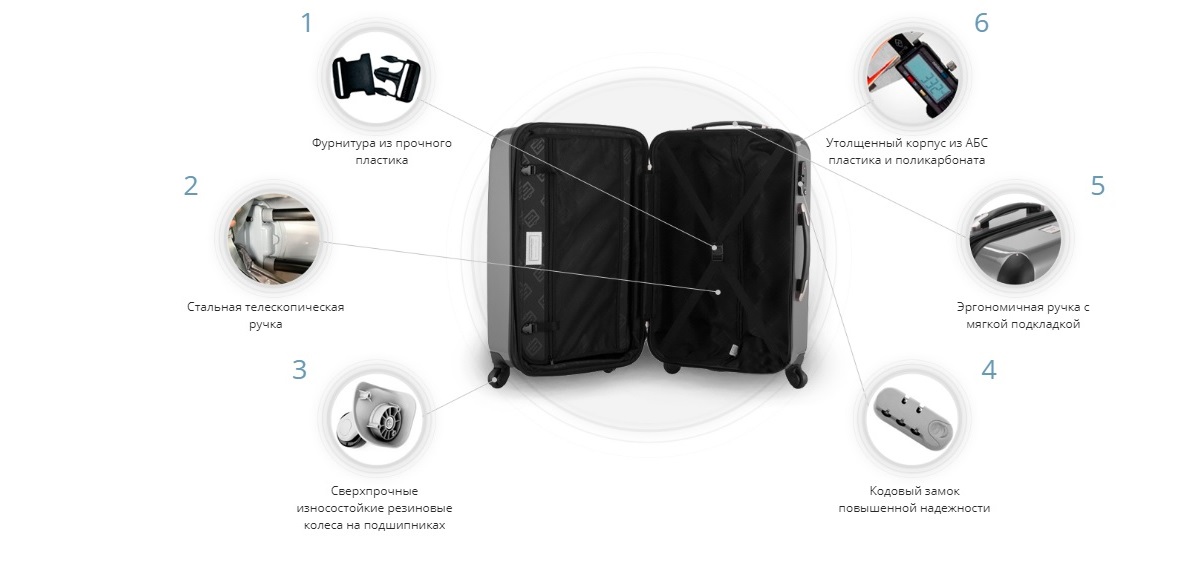 1
Фурнитура из прочного
пластика
2
Стальная телескопическая
ручка
3
Сверхпрочные
износостойкие резиновые
колеса на подшипниках
6
Утолщенный корпус из АБС
пластика и поликарбоната
5
Эргономичная ручка с
мягкой подкладкой
4
Кодовый замок
повышенной надежности